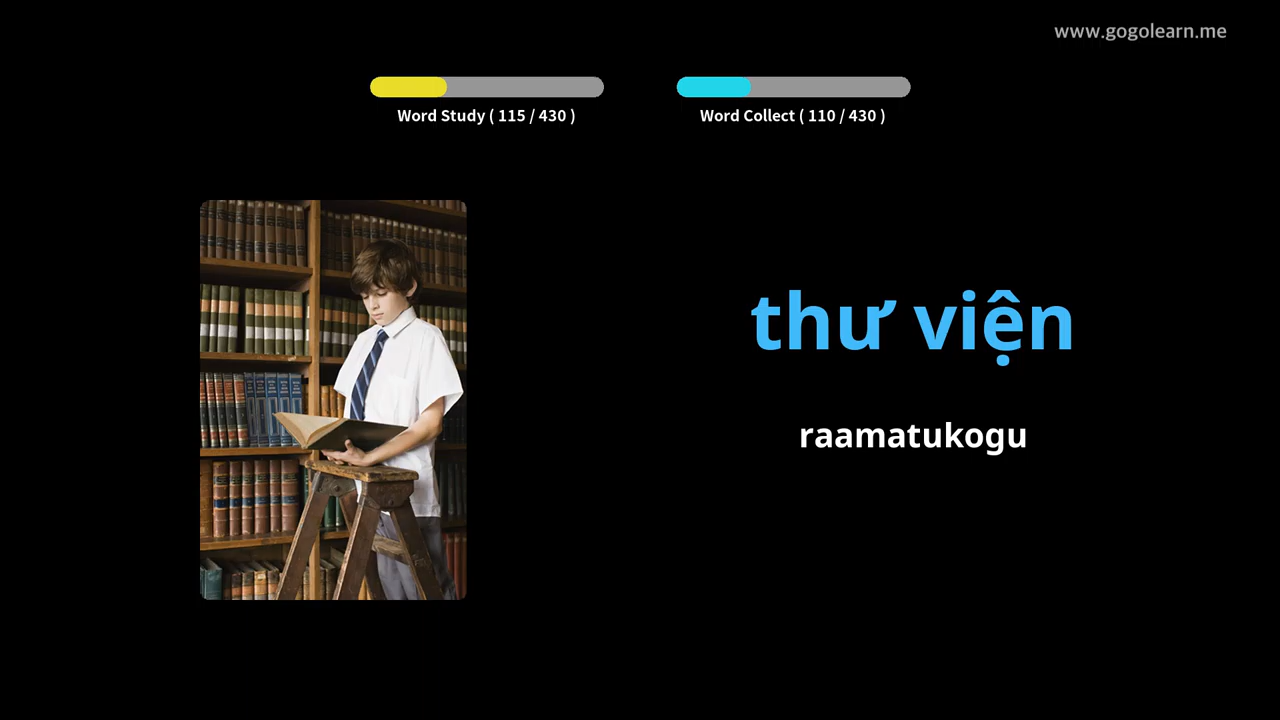 www.gogolearn.me
Word Study ( 115 / 430 )
Word Collect ( 110 / 430 )
thư viện
raamatukogu